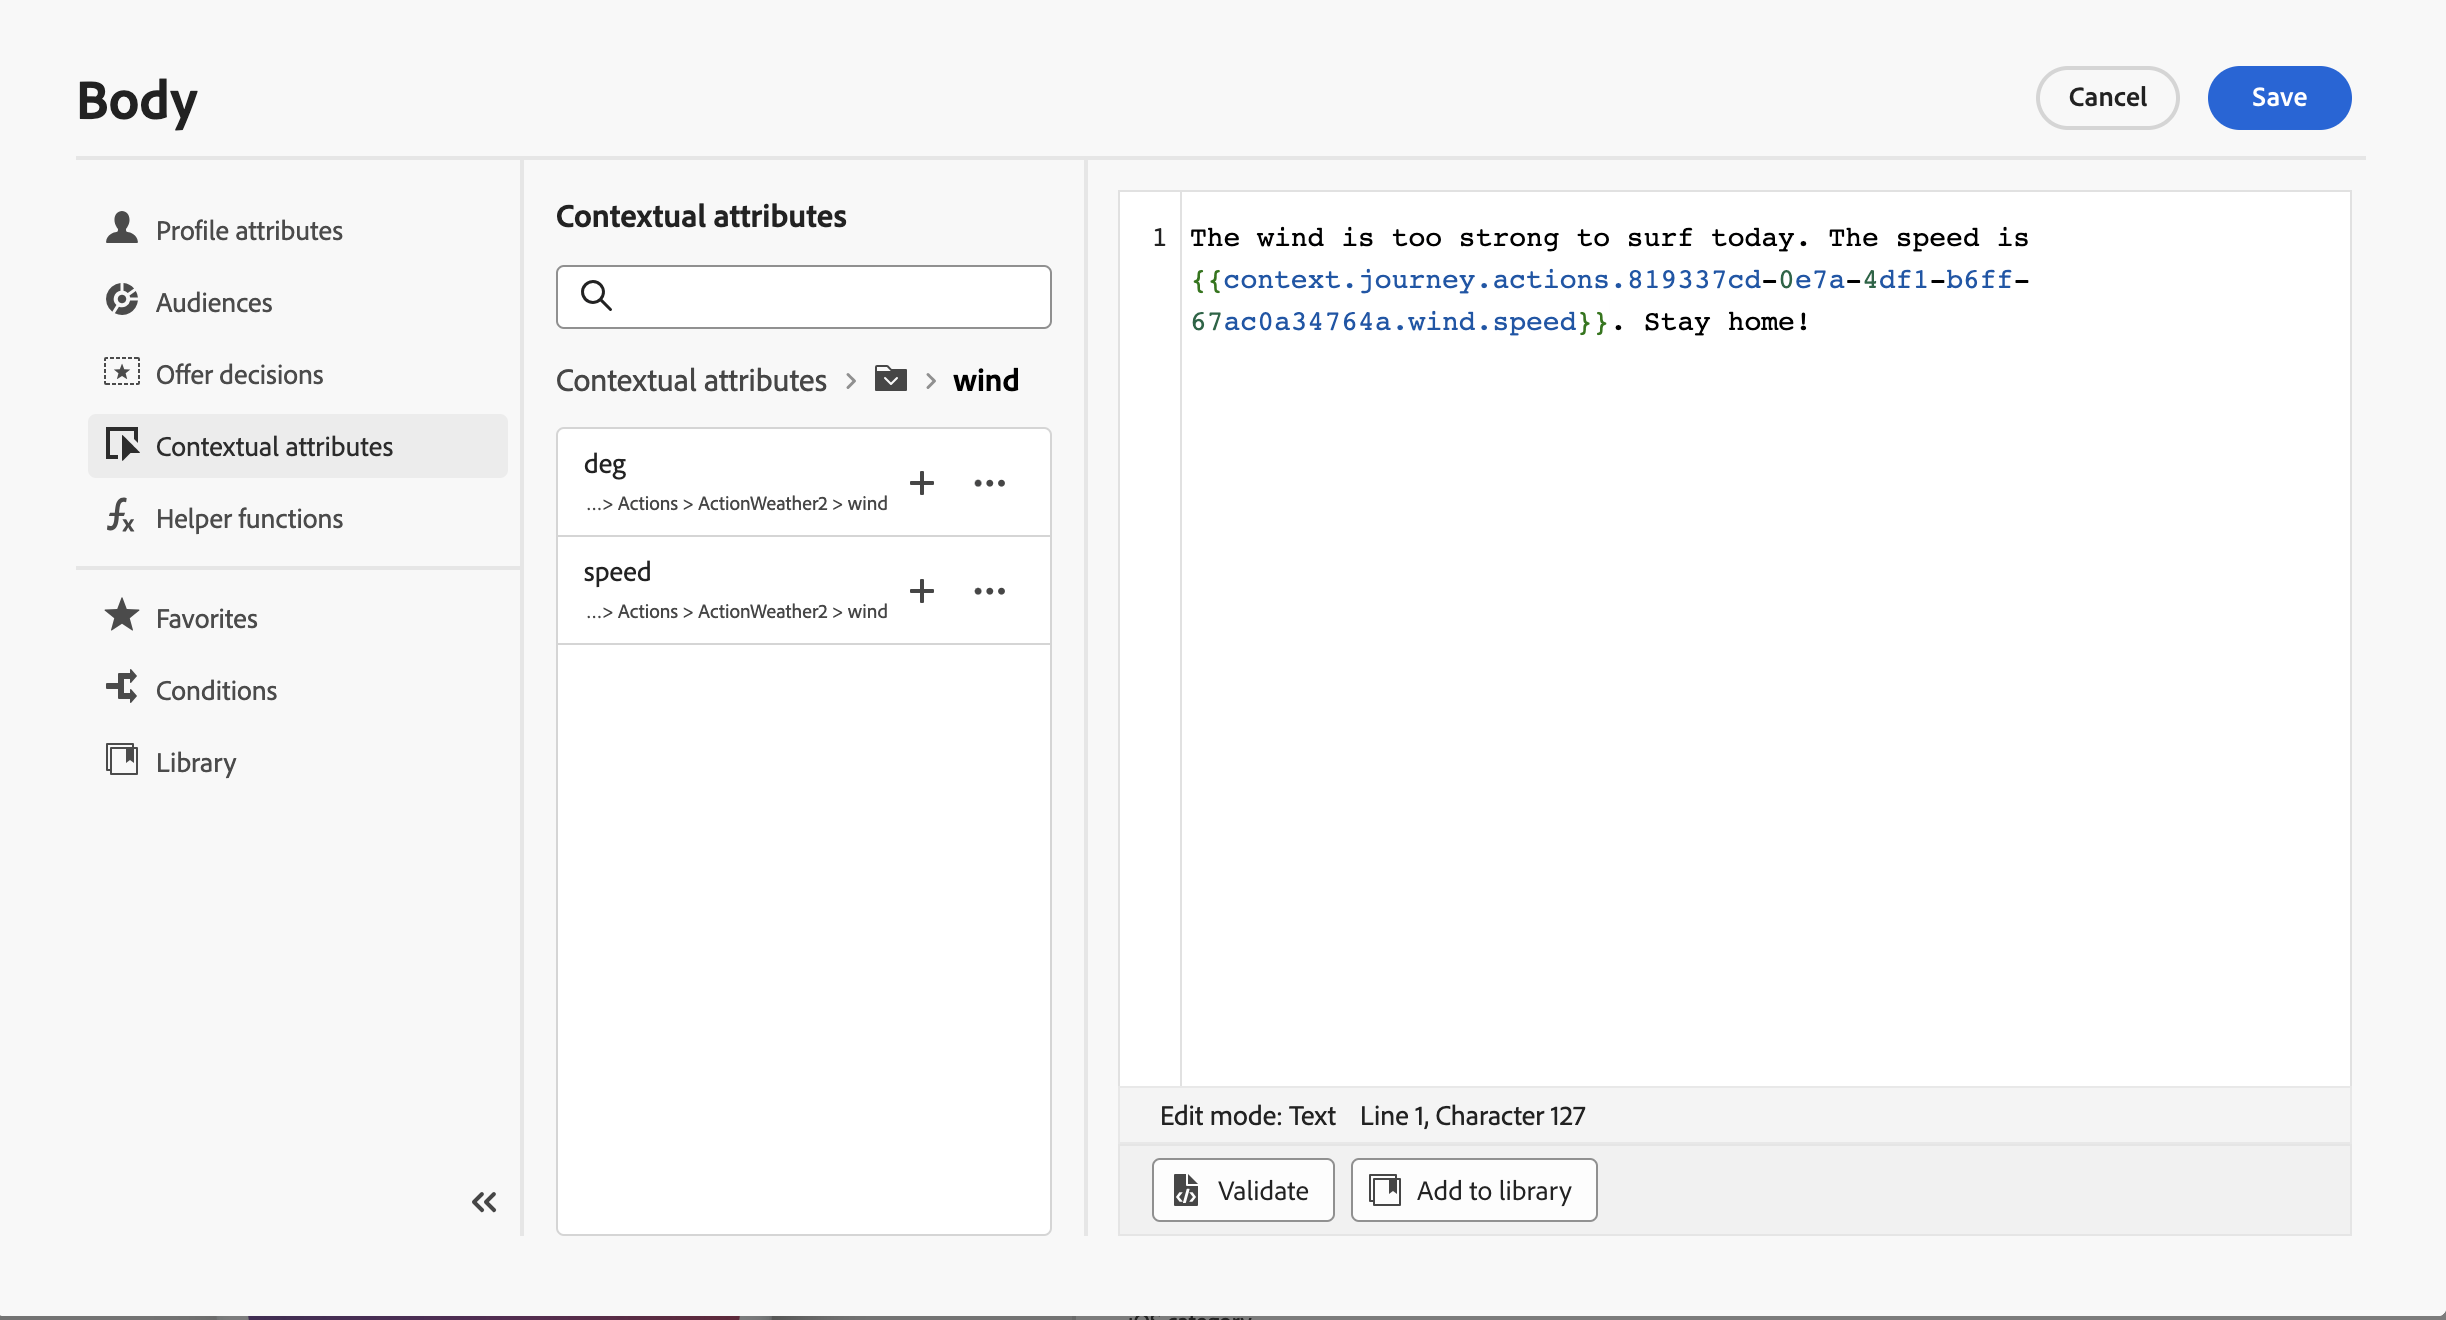 Body
Cancel
Save
Profile attributes
Audiences
Offer decisions
Contextual attributes
Helper functions
Favorites
Conditions
Library
Contextual attributes
Contextual attributes > > wind
deg
...> Actions > ActionWeather2 > wind
speed
...> Actions > ActionWeather2 > wind
1 The wind is too strong to surf today. The speed is
{{context.journey.actions.819337cd-0e7a-4df1-b6ff-
67ac0a34764a.wind.speed}}. Stay home!
Edit mode: Text Line 1, Character 127
Validate
Add to library